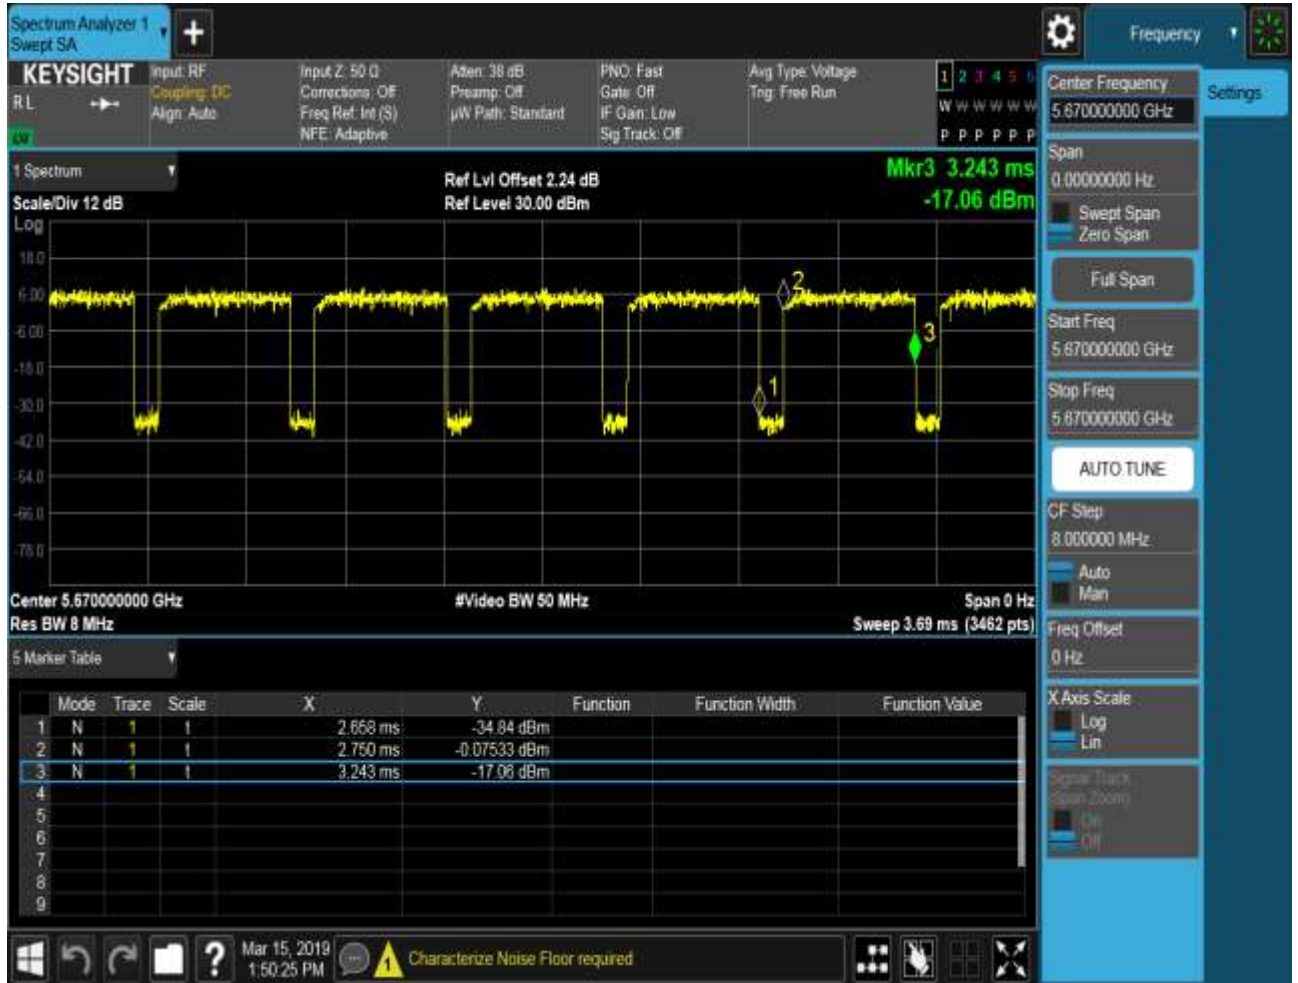 Spectrum Analyzer 1
Swept SA
+
Frequency
KEYSIGHT
RL
Input: RF
Coupling: DC
Align: Auto
Input Z: 50 Ω
Corrections: Off
Freq Ref: Int (S)
NFE: Adaptive
Atten: 38 dB
Preamp: Off
µW Path: Standard
PNO: Fast
Gate: Off
IF Gain: Low
Sig Track: Off
Avg Type: Voltage
Trig: Free Run
1 2 3 4 5 6
W W W W W W
P P P P P P
1 Spectrum
Scale/Div 12 dB
Ref Lvl Offset 2.24 dB
Ref Level 30.00 dBm
Mkr3 3.243 ms
-17.06 dBm
Log
18.0
6.00
-6.00
-18.0
-30.0
-42.0
-54.0
-66.0
-78.0
1
2
3
Center 5.670000000 GHz
#Video BW 50 MHz
Span 0 Hz
Res BW 8 MHz
Sweep 3.69 ms (3462 pts)
5 Marker Table
Mode Trace Scale X Y Function Function Width Function Value
1 N 1 t 2.658 ms -34.84 dBm
2 N 1 t 2.750 ms -0.07533 dBm
3 N 1 t 3.243 ms -17.06 dBm
4
5
6
7
8
9
?
Mar 15, 2019
1:50:25 PM
1
Characterize Noise Floor required
Settings
Center Frequency
5.670000000 GHz
Span
0.00000000 Hz
Swept Span
Zero Span
Full Span
Start Freq
5.670000000 GHz
Stop Freq
5.670000000 GHz
AUTO TUNE
CF Step
8.000000 MHz
Auto
Man
Freq Offset
0 Hz
X Axis Scale
Log
Lin
Signal Track
(Span Zoom)
On
Off